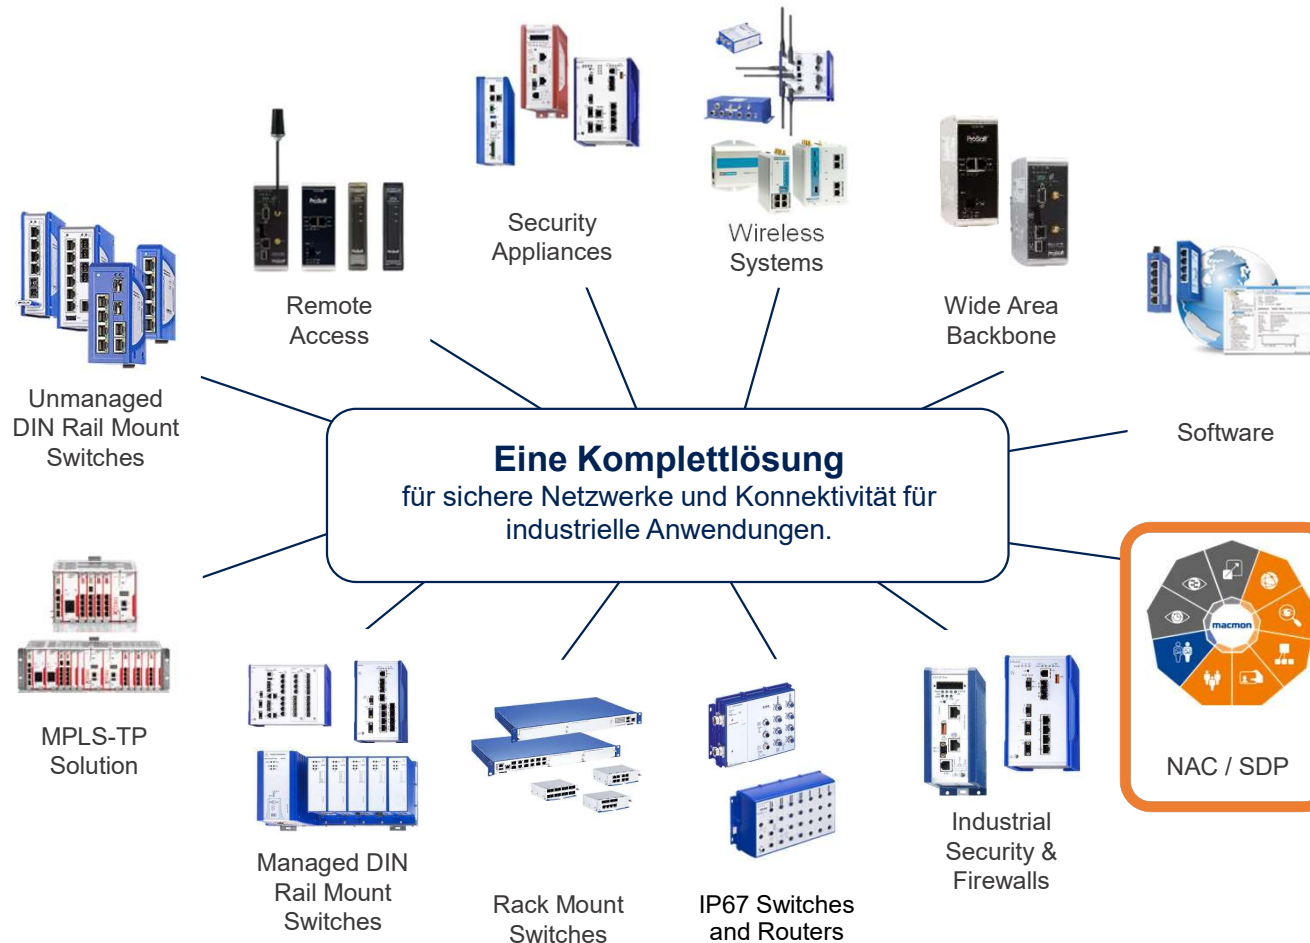 Security
Appliances
Wireless
Systems
Remote
Access
Wide Area
Backbone
Unmanaged
DIN Rail Mount
Switches
Software
Eine Komplettlösung
für sichere Netzwerke und Konnektivität für
industrielle Anwendungen.
macmon
MPLS-TP
Solution
NAC / SDP
Managed DIN
Rail Mount
Switches
Rack Mount
Switches
IP67 Switches
and Routers
Industrial
Security &
Firewalls